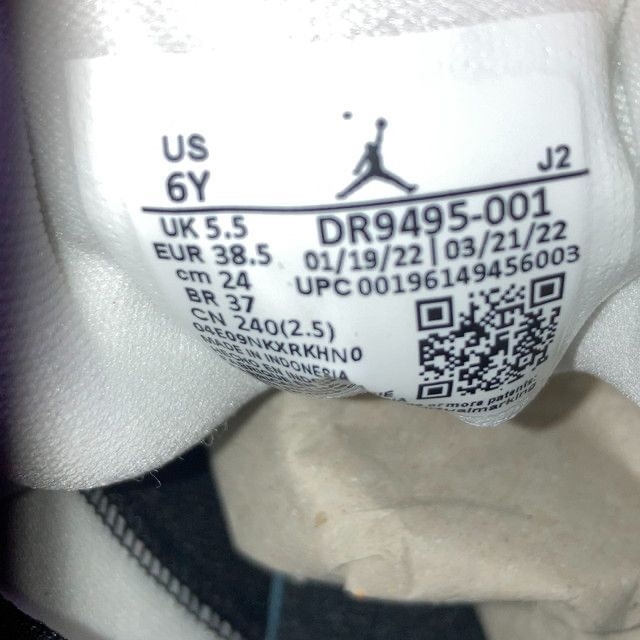 US
6Y
J2
UK 5.5
EUR 38.5
cm 24
BR 37
CN 240(2.5)
DR9495-001
01/19/22 | 03/21/22
UPC 00196149456003
MADE IN INDONESIA